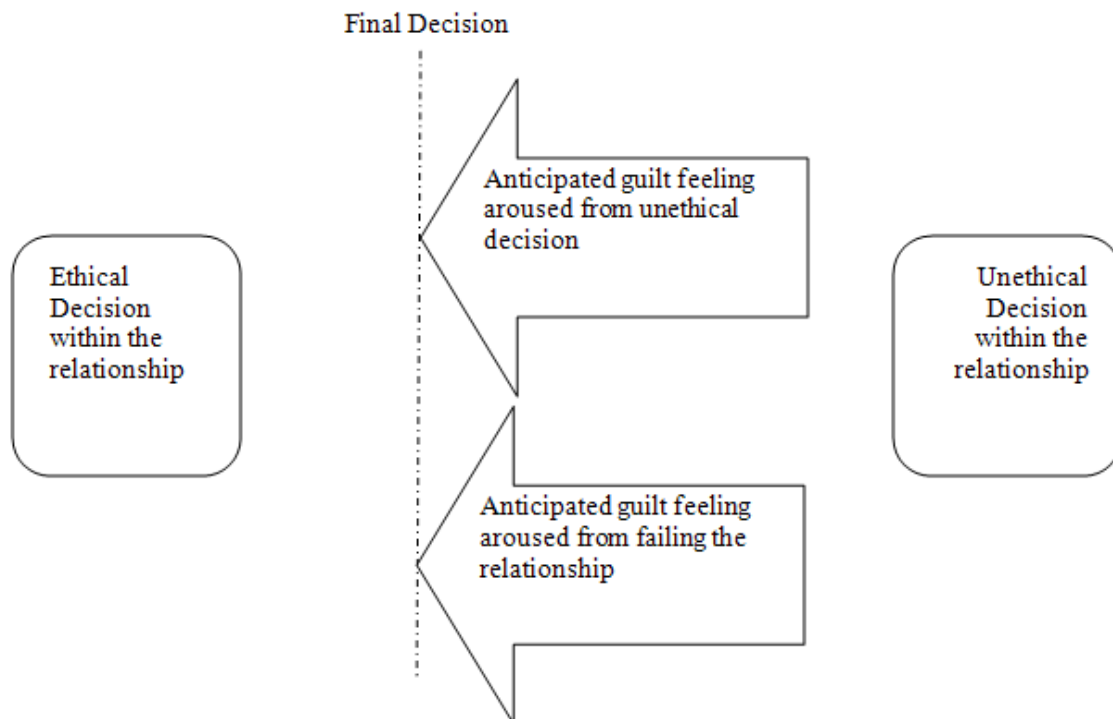 Final Decision
Anticipated guilt feeling
aroused from unethical
decision
Ethical
Decision
within the
relationship
Unethical
Decision
within the
relationship
Anticipated guilt feeling
aroused from failing the
relationship